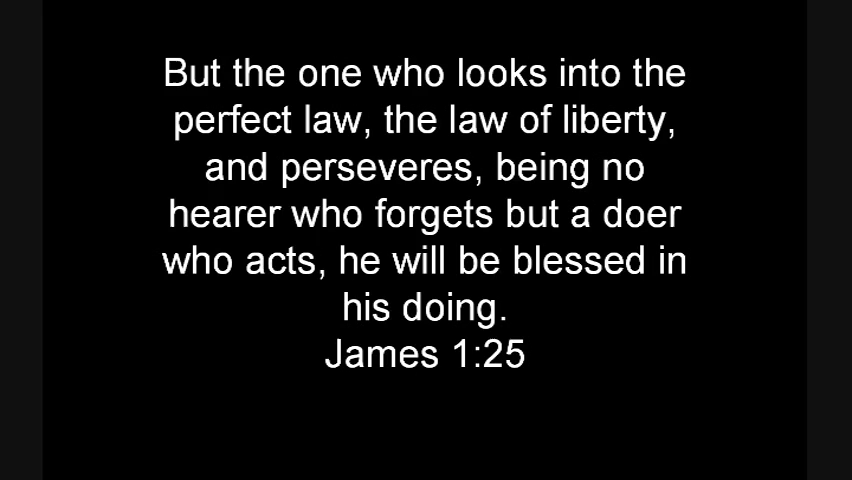 But the one who looks into the
perfect law, the law of liberty,
and perseveres, being no
hearer who forgets but a doer
who acts, he will be blessed in
his doing.
James 1:25